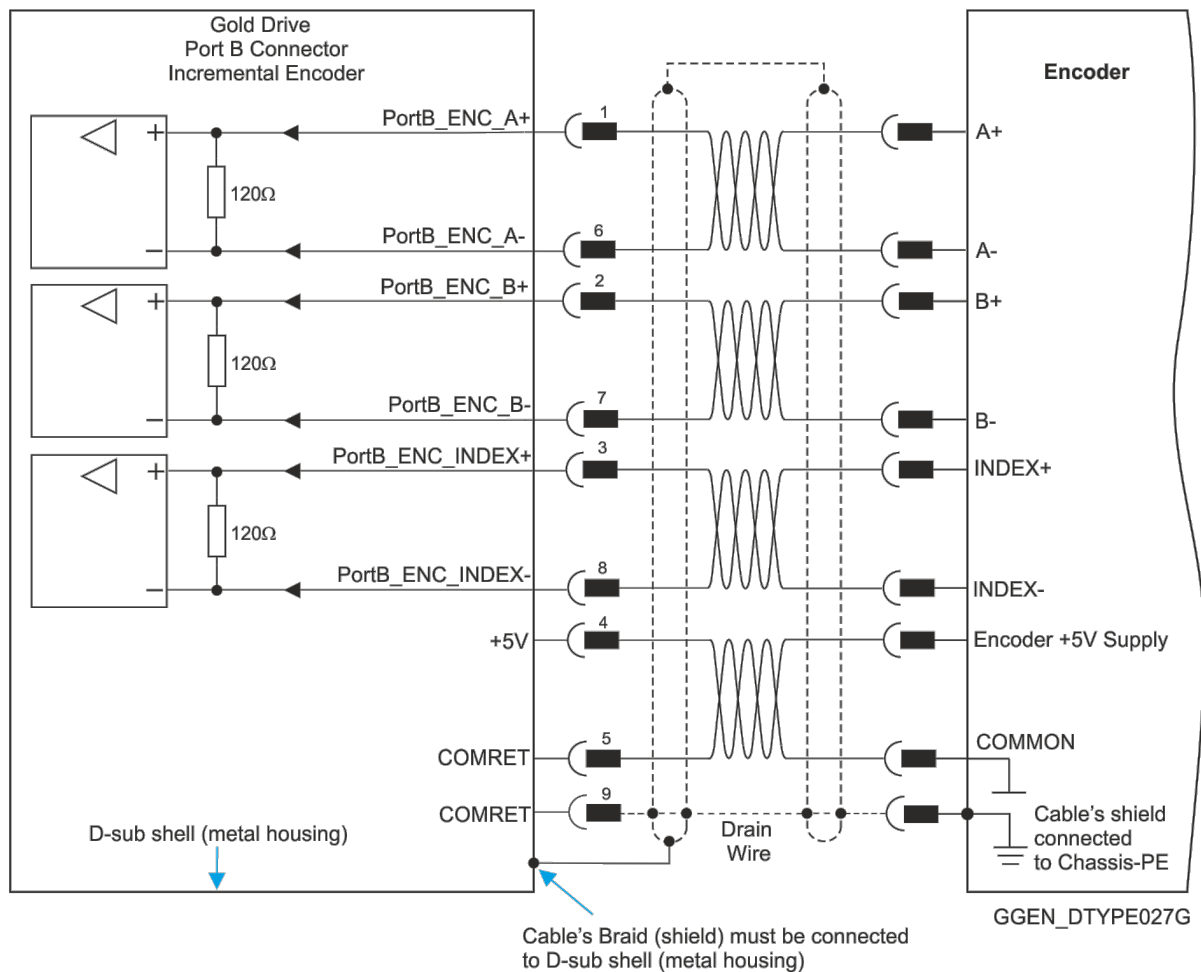 Gold Drive
Port B Connector
Incremental Encoder
Encoder
PortB_ENC_A+
1
A+
+
120Ω
−
PortB_ENC_A-
6
A-
PortB_ENC_B+
2
B+
+
120Ω
−
PortB_ENC_B-
7
B-
PortB_ENC_INDEX+
3
INDEX+
+
120Ω
−
PortB_ENC_INDEX-
8
INDEX-
+5V
4
Encoder +5V Supply
COMRET
5
COMMON
COMRET
9
Drain
Wire
Cable's shield
connected
to Chassis-PE
D-sub shell (metal housing)
GGEN_DTYPE027G
Cable's Braid (shield) must be connected
to D-sub shell (metal housing)